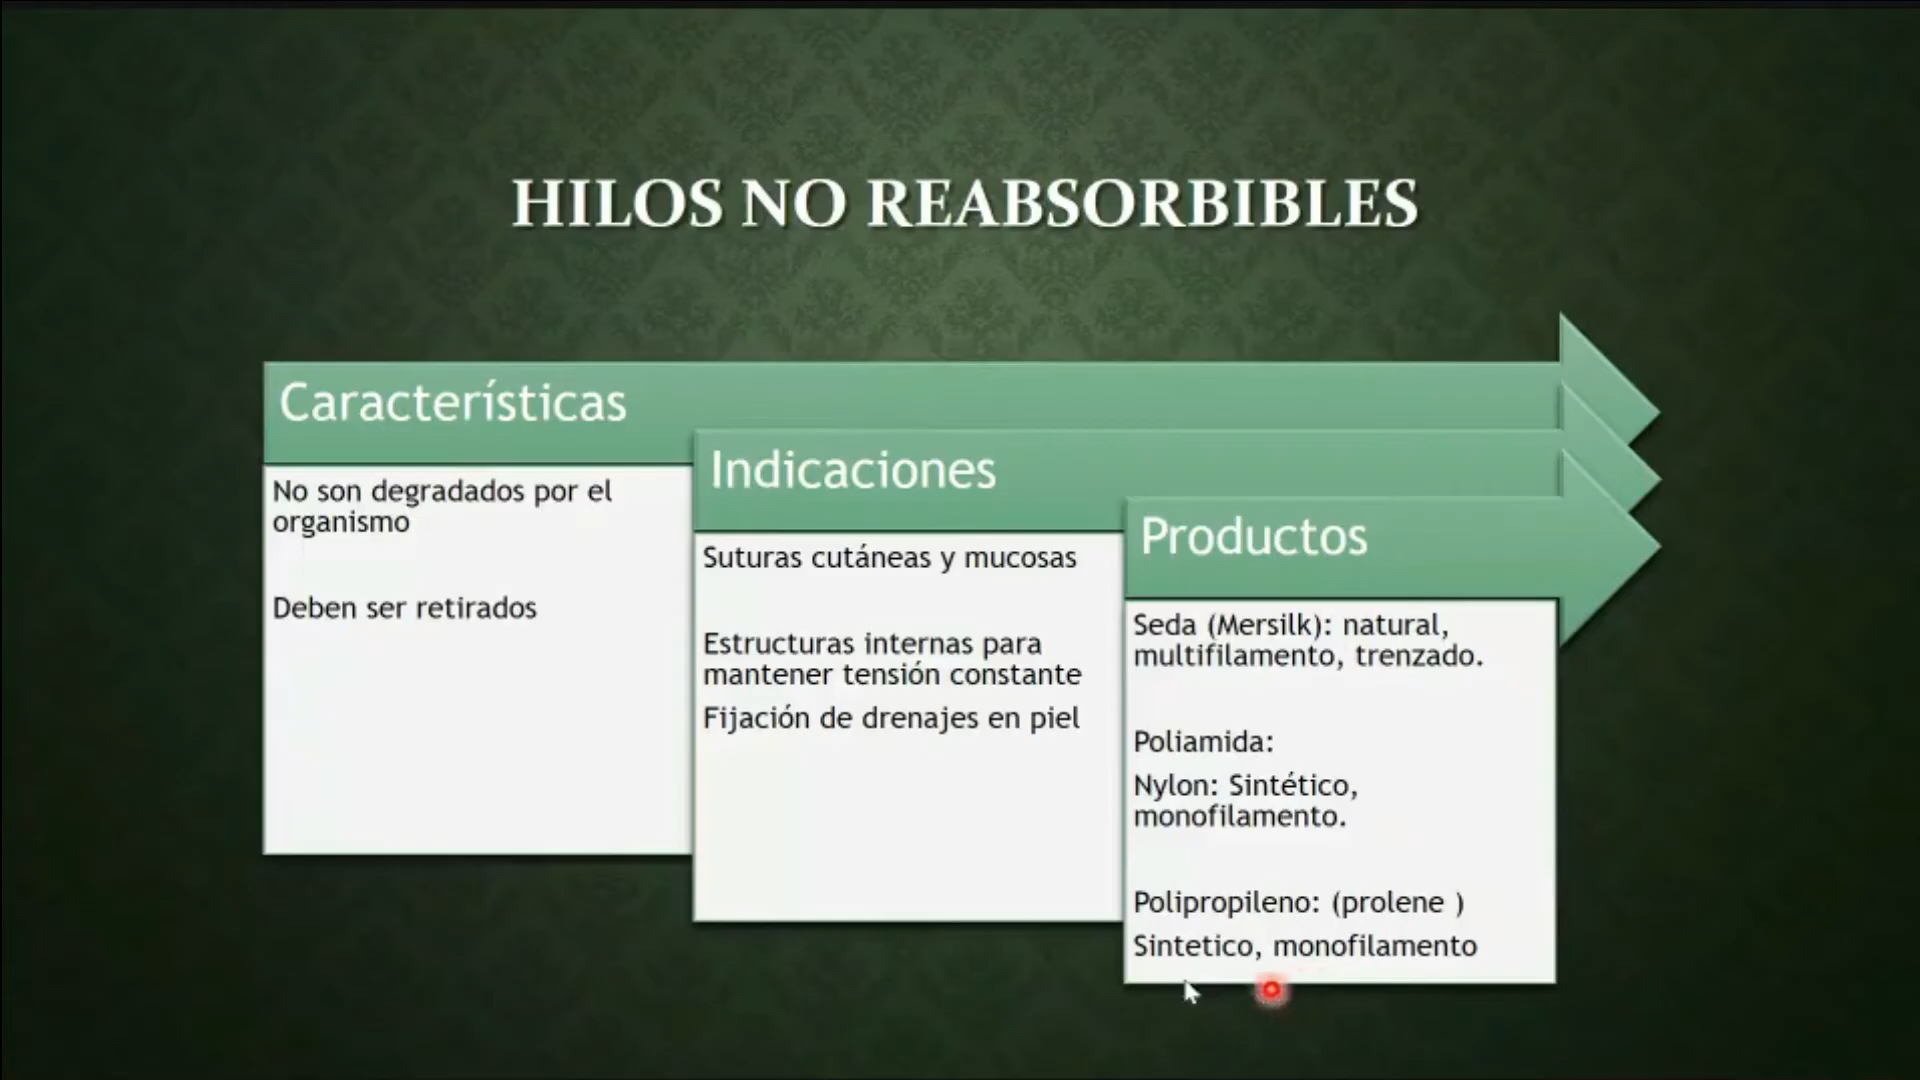 HILOS NO REABSORBIBLES
Características
No son degradados por el
organismo
Deben ser retirados
Indicaciones
Suturas cutáneas y mucosas
Estructuras internas para
mantener tensión constante
Fijación de drenajes en piel
Productos
Seda (Mersilk): natural,
multifilamento, trenzado.
Poliamida:
Nylon: Sintético,
monofilamento.
Polipropileno: (prolene )
Sintetico, monofilamento